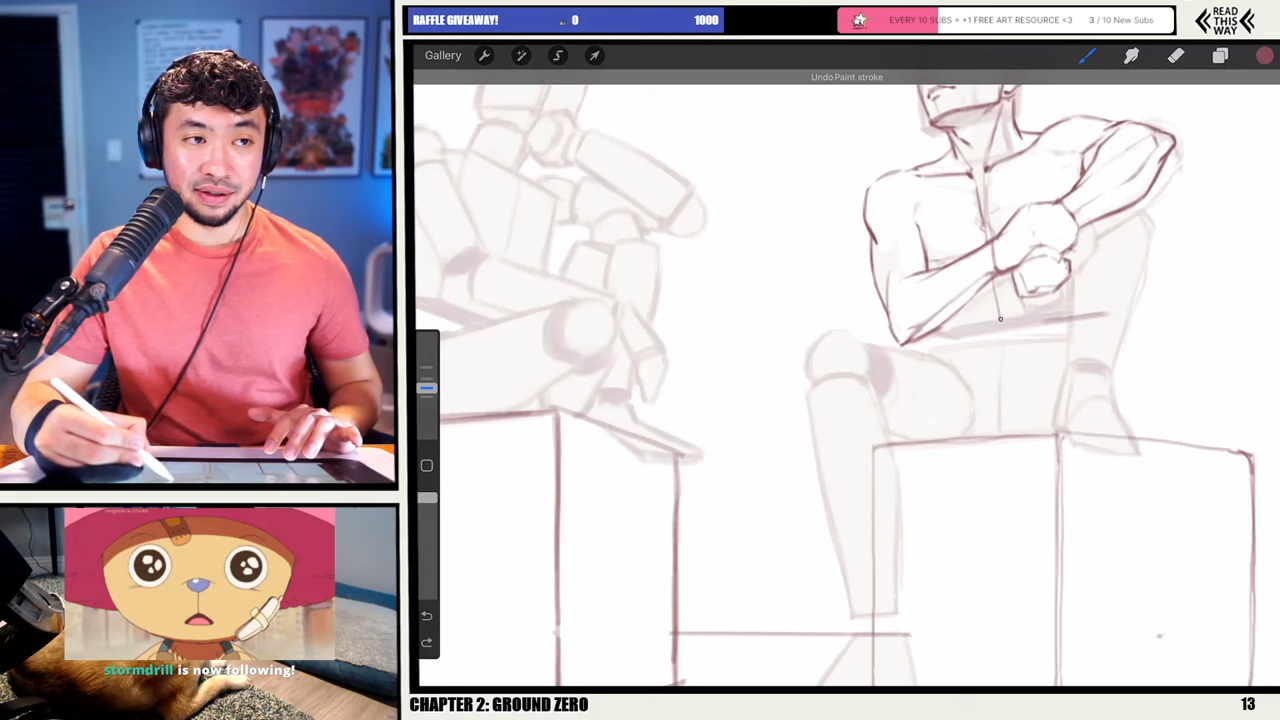 RAFFLE GIVEAWAY! 0 1000
EVERY 10 SUBS = +1 FREE ART RESOURCE <3 3 / 10 New Subs
READ
THIS
WAY
Gallery
Undo Paint stroke
stormdrill is now following!
CHAPTER 2: GROUND ZERO
13